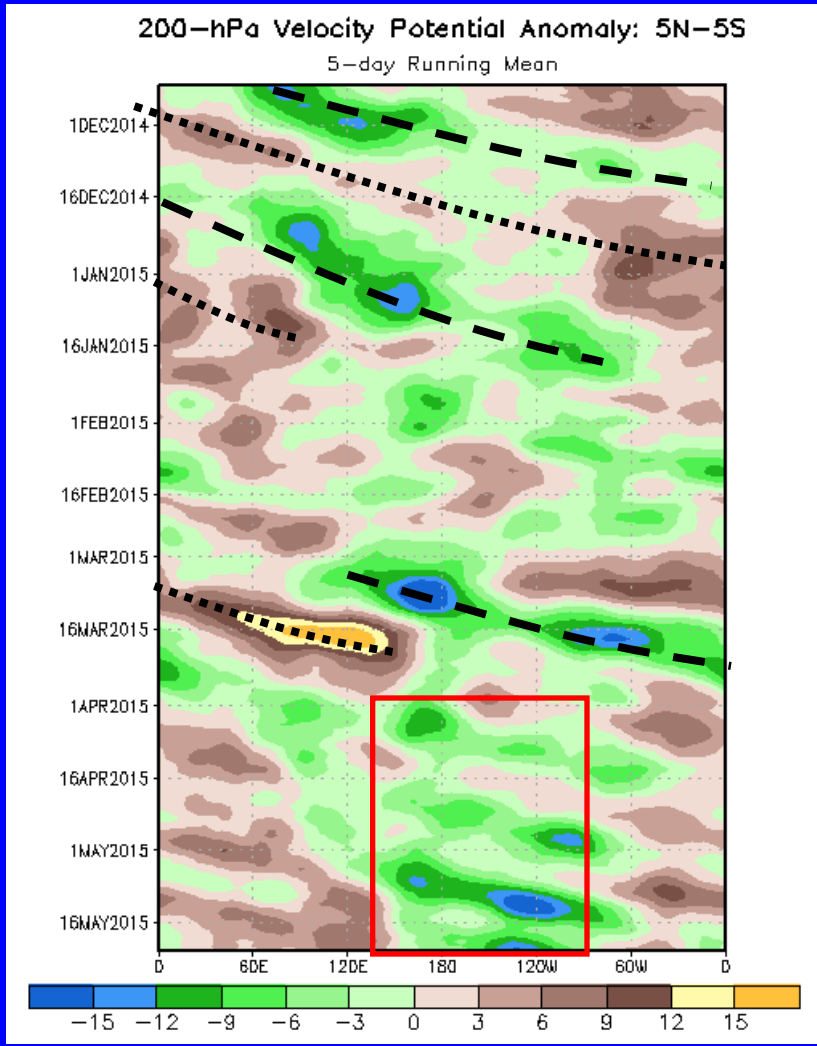 200-hPa Velocity Potential Anomaly: 5N-5S
5-day Running Mean
1DEC2014
16DEC2014
1JAN2015
16JAN2015
1FEB2015
16FEB2015
1MAR2015
16MAR2015
1APR2015
16APR2015
1MAY2015
16MAY2015
0 60E 120E 180 120W 60W 0
-15 -12 -9 -6 -3 0 3 6 9 12 15